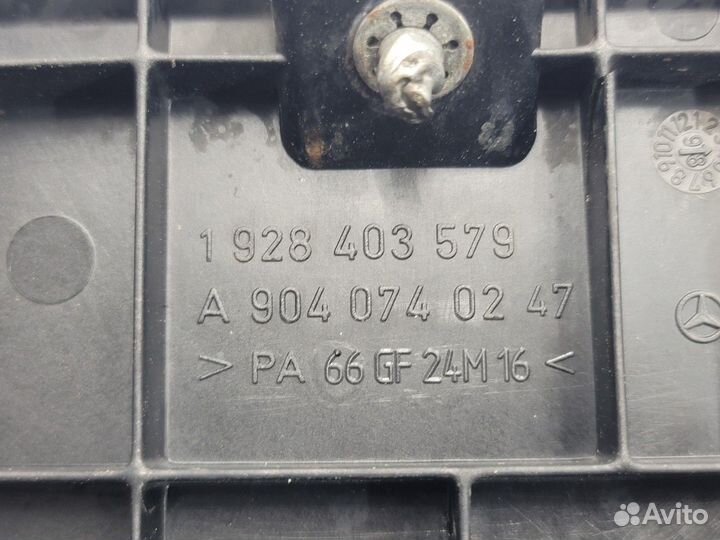 1 928 403 579
A 904 074 02 47
> PA 66 GF 24M 16 <
Avito